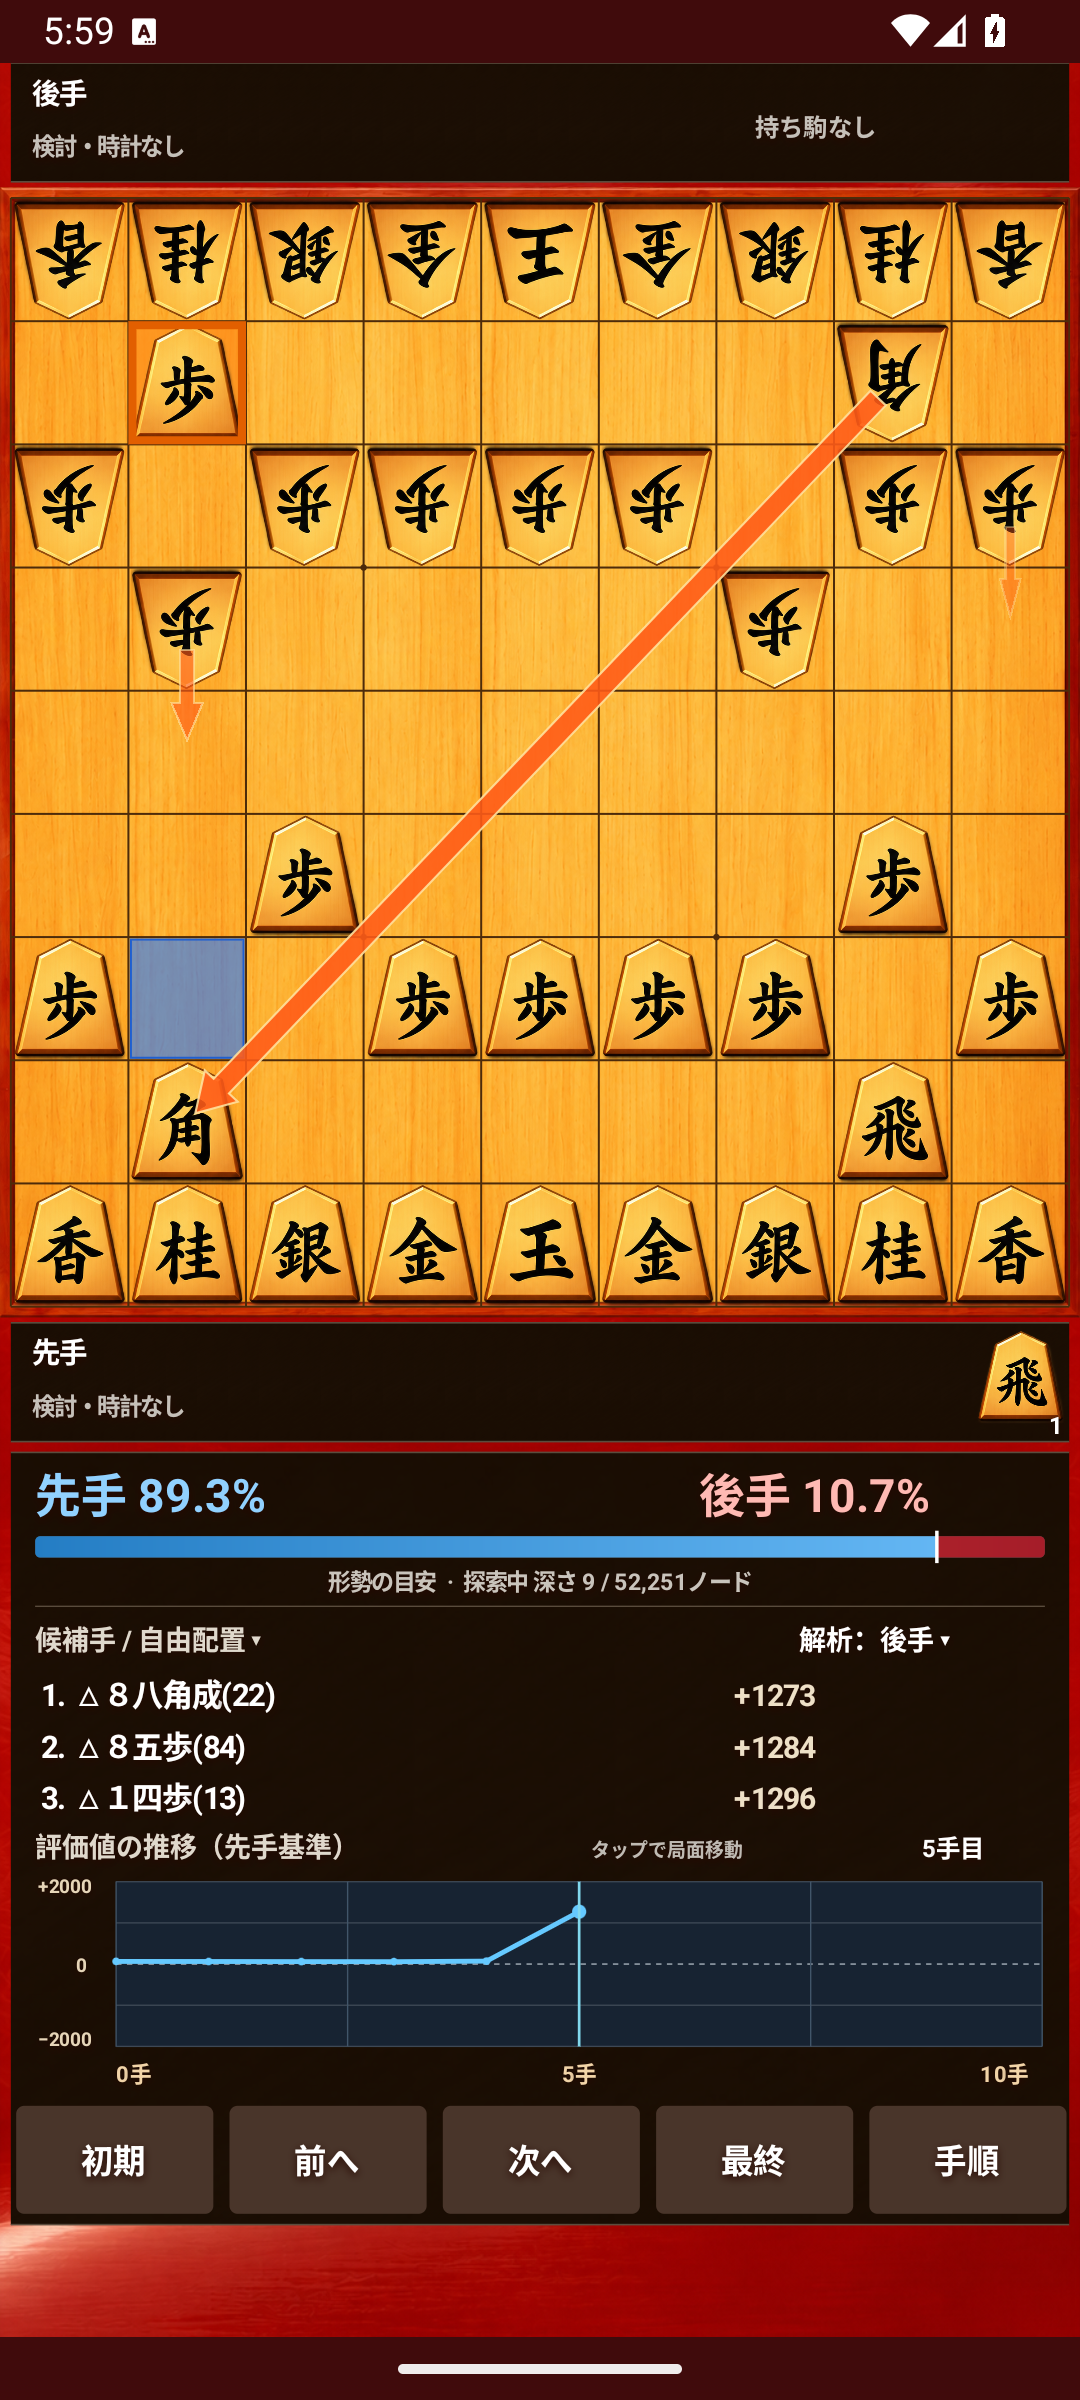 5:59 A
後手
検討・時計なし
持ち駒なし
香 桂 銀 金 王 金 銀 桂 香
歩 角
歩 歩 歩 歩 歩 歩 歩
歩 歩
歩 歩
歩 歩 歩 歩 歩 歩
角 飛
香 桂 銀 金 玉 金 銀 桂 香
先手
検討・時計なし
飛 1
先手 89.3% 後手 10.7%
形勢の目安 · 探索中 深さ 9 / 52,251ノード
候補手 / 自由配置 ▾ 解析: 後手 ▾
1. △８八角成(22) +1273
2. △８五歩(84) +1284
3. △１四歩(13) +1296
評価値の推移（先手基準） タップで局面移動 5手目
+2000
0
−2000
0手 5手 10手
初期 前へ 次へ 最終 手順